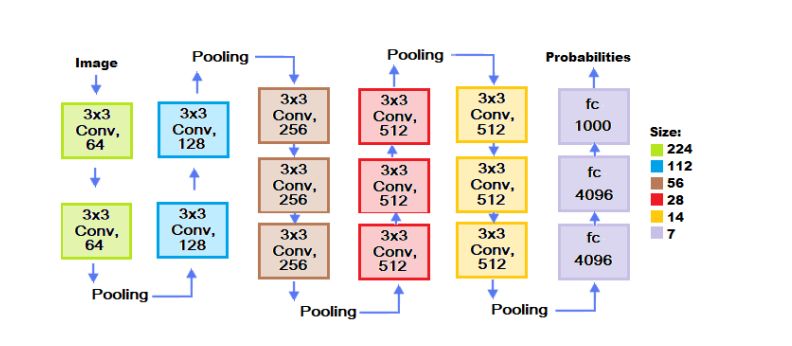 Image
3x3
Conv,
64
3x3
Conv,
64
Pooling
3x3
Conv,
128
3x3
Conv,
128
Pooling
3x3
Conv,
256
3x3
Conv,
256
3x3
Conv,
256
Pooling
3x3
Conv,
512
3x3
Conv,
512
3x3
Conv,
512
Pooling
3x3
Conv,
512
3x3
Conv,
512
3x3
Conv,
512
Pooling
fc
4096
fc
4096
fc
1000
Probabilities
Size:
224
112
56
28
14
7